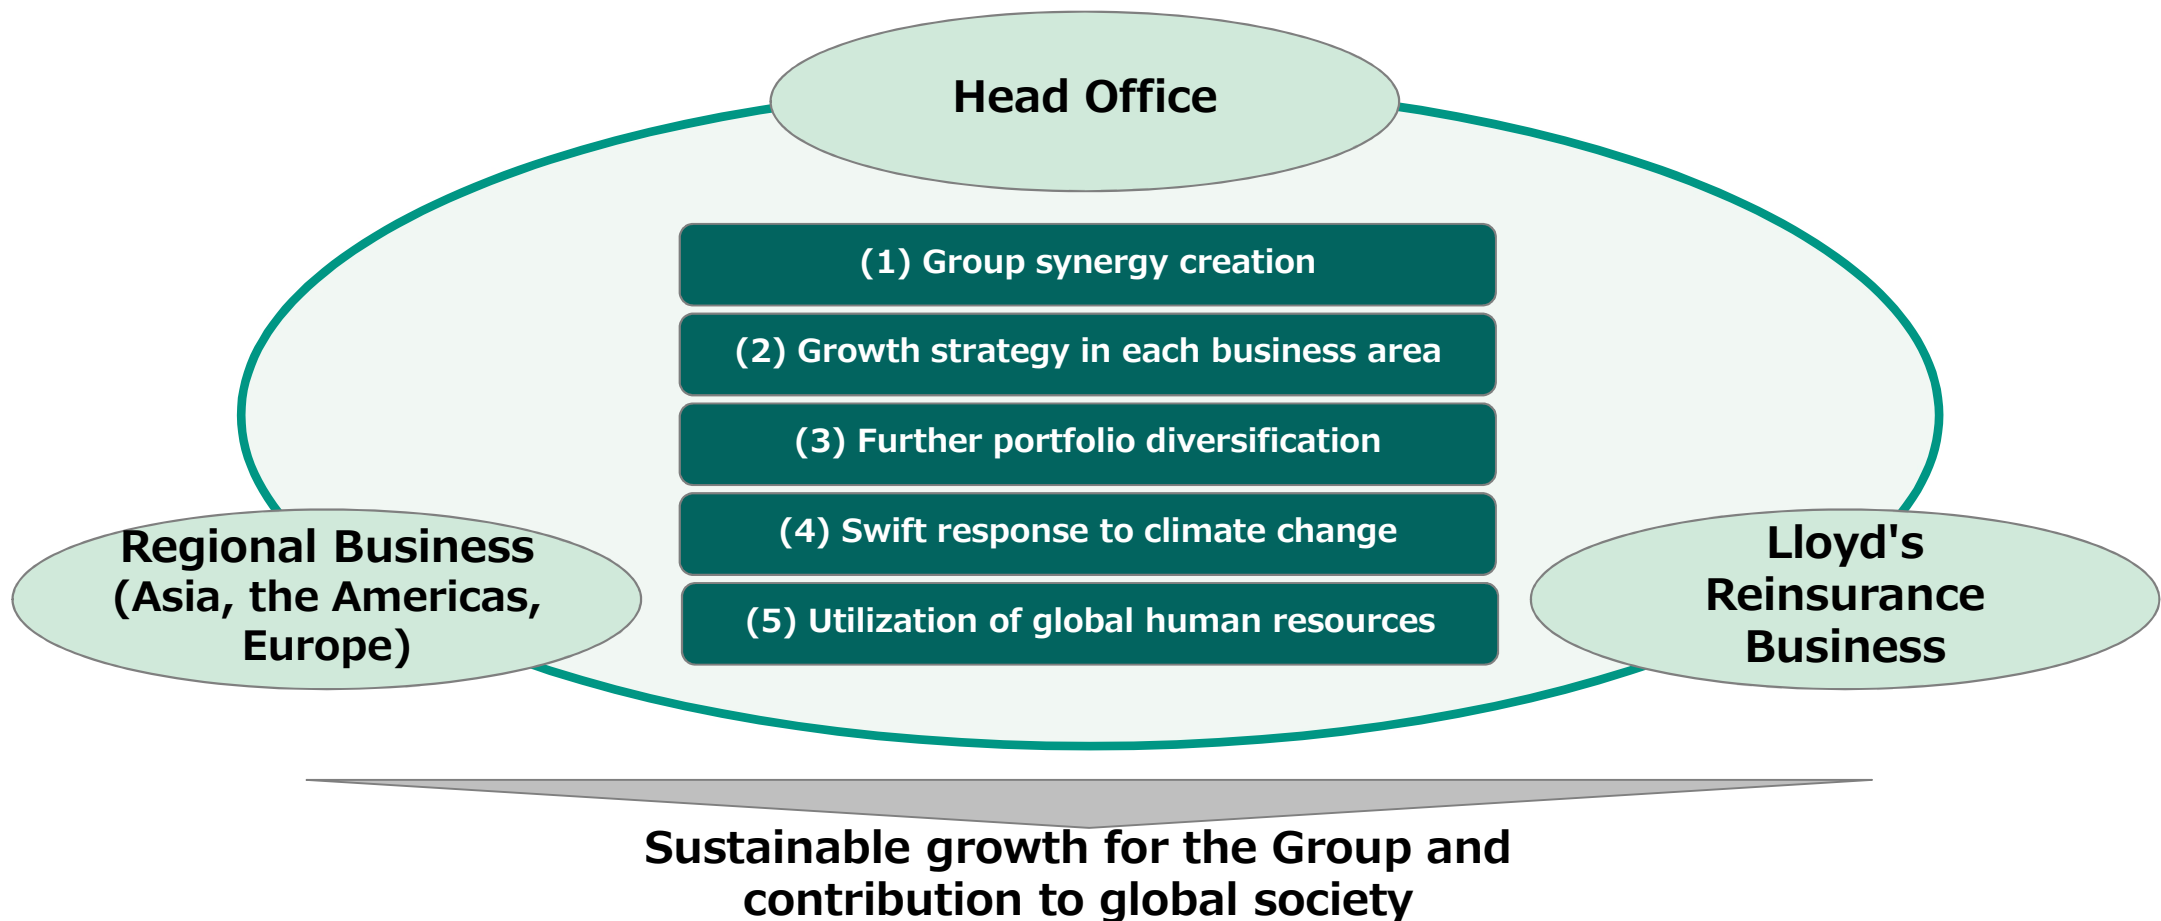 Head Office
(1) Group synergy creation
(2) Growth strategy in each business area
(3) Further portfolio diversification
(4) Swift response to climate change
(5) Utilization of global human resources
Regional Business
(Asia, the Americas,
Europe)
Lloyd's
Reinsurance
Business
Sustainable growth for the Group and
contribution to global society